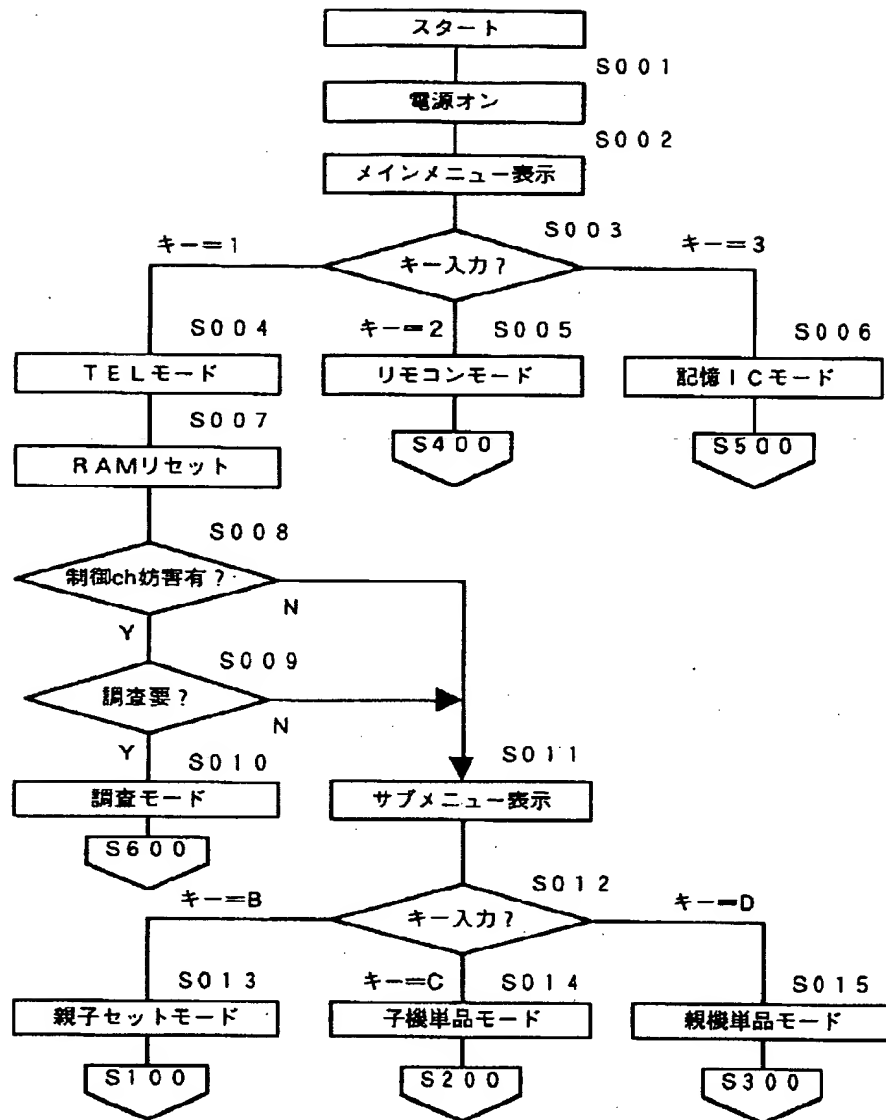 スタート
S001
電源オン
S002
メインメニュー表示
S003
キー=1
キー入力?
キー=3
S004
キー=2
S005
S006
TELモード
リモコンモード
記憶ICモード
S007
S400
S500
RAMリセット
S008
制御ch妨害有?
N
Y
S009
調査要?
N
Y
S010
S011
調査モード
サブメニュー表示
S600
S012
キー=B
キー入力?
キー=D
S013
キー=C
S014
S015
親子セットモード
子機単品モード
親機単品モード
S100
S200
S300